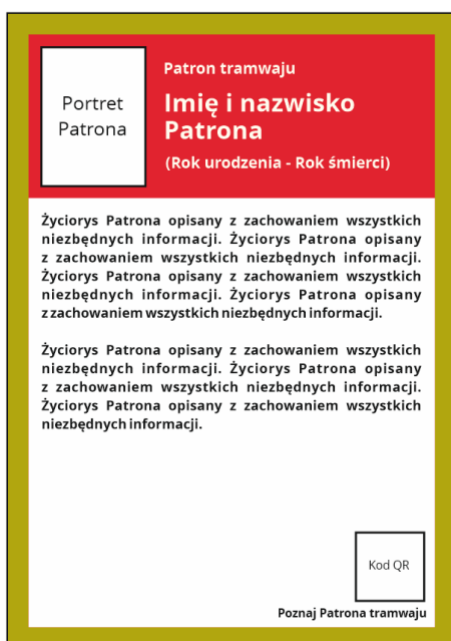 Portret
Patrona
Patron tramwaju
Imię i nazwisko
Patrona
(Rok urodzenia - Rok śmierci)
Życiorys Patrona opisany z zachowaniem wszystkich
niezbędnych informacji. Życiorys Patrona opisany
z zachowaniem wszystkich niezbędnych informacji.
Życiorys Patrona opisany z zachowaniem wszystkich
niezbędnych informacji. Życiorys Patrona opisany
z zachowaniem wszystkich niezbędnych informacji.
Życiorys Patrona opisany z zachowaniem wszystkich
niezbędnych informacji. Życiorys Patrona opisany
z zachowaniem wszystkich niezbędnych informacji.
Życiorys Patrona opisany z zachowaniem wszystkich
niezbędnych informacji.
Kod QR
Poznaj Patrona tramwaju